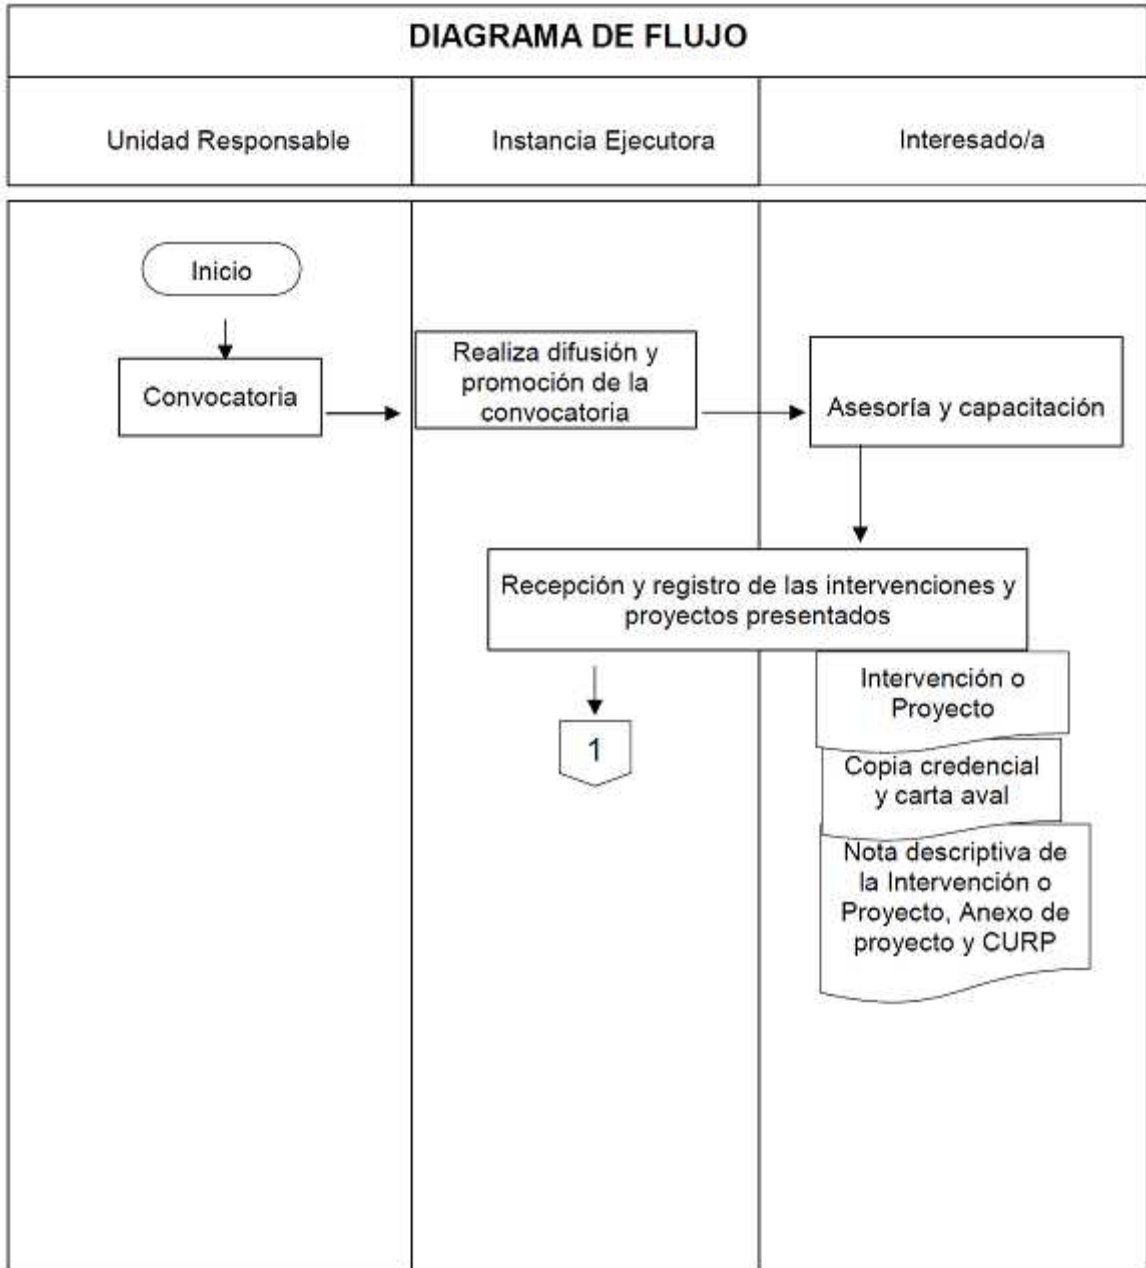 DIAGRAMA DE FLUJO
Unidad Responsable
Instancia Ejecutora
Interesado/a
Inicio
Convocatoria
Realiza difusión y
promoción de la
convocatoria
Asesoría y capacitación
Recepción y registro de las intervenciones y
proyectos presentados
1
Intervención o
Proyecto
Copia credencial
y carta aval
Nota descriptiva de
la Intervención o
Proyecto, Anexo de
proyecto y CURP